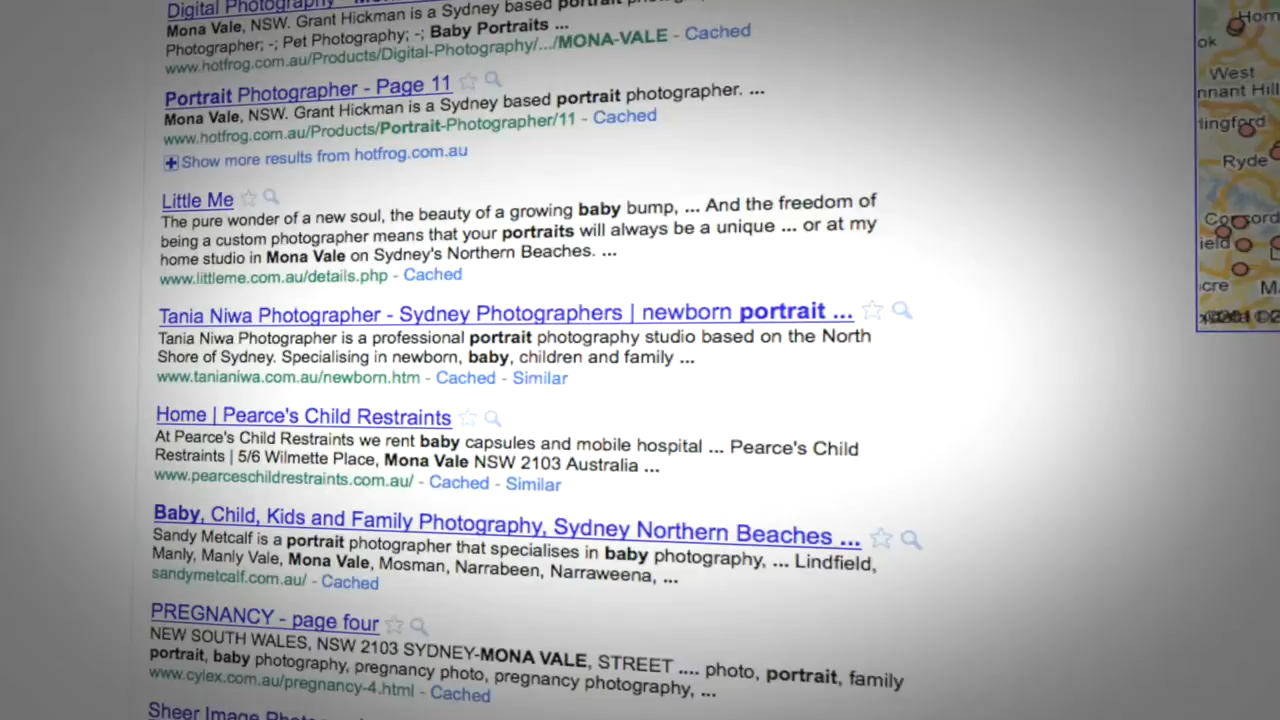 Digital Photography
Mona Vale, NSW. Grant Hickman is a Sydney based portrait
Photographer; -; Pet Photography; -; Baby Portraits ...
www.hotfrog.com.au/Products/Digital-Photography/.../MONA-VALE - Cached
Portrait Photographer - Page 11
Mona Vale, NSW. Grant Hickman is a Sydney based portrait photographer. ...
www.hotfrog.com.au/Products/Portrait-Photographer/11 - Cached
Show more results from hotfrog.com.au
Little Me
The pure wonder of a new soul, the beauty of a growing baby bump, ... And the freedom of
being a custom photographer means that your portraits will always be a unique ... or at my
home studio in Mona Vale on Sydney's Northern Beaches. ...
www.littleme.com.au/details.php - Cached
Tania Niwa Photographer - Sydney Photographers | newborn portrait ...
Tania Niwa Photographer is a professional portrait photography studio based on the North
Shore of Sydney. Specialising in newborn, baby, children and family ...
www.tanianiwa.com.au/newborn.htm - Cached - Similar
Home | Pearce's Child Restraints
At Pearce's Child Restraints we rent baby capsules and mobile hospital ... Pearce's Child
Restraints | 5/6 Wilmette Place, Mona Vale NSW 2103 Australia ...
www.pearceschildrestraints.com.au/ - Cached - Similar
Baby, Child, Kids and Family Photography, Sydney Northern Beaches ...
Sandy Metcalf is a portrait photographer that specialises in baby photography, ... Lindfield,
Manly, Manly Vale, Mona Vale, Mosman, Narrabeen, Narraweena, ...
sandymetcalf.com.au/ - Cached
PREGNANCY - page four
NEW SOUTH WALES, NSW 2103 SYDNEY-MONA VALE, STREET .... photo, portrait, family
portrait, baby photography, pregnancy photo, pregnancy photography, ...
www.cylex.com.au/pregnancy-4.html - Cached
Sheer Image
Horn
ok
West
nnant Hill
lingford
Ryde
Concord
ield
cre